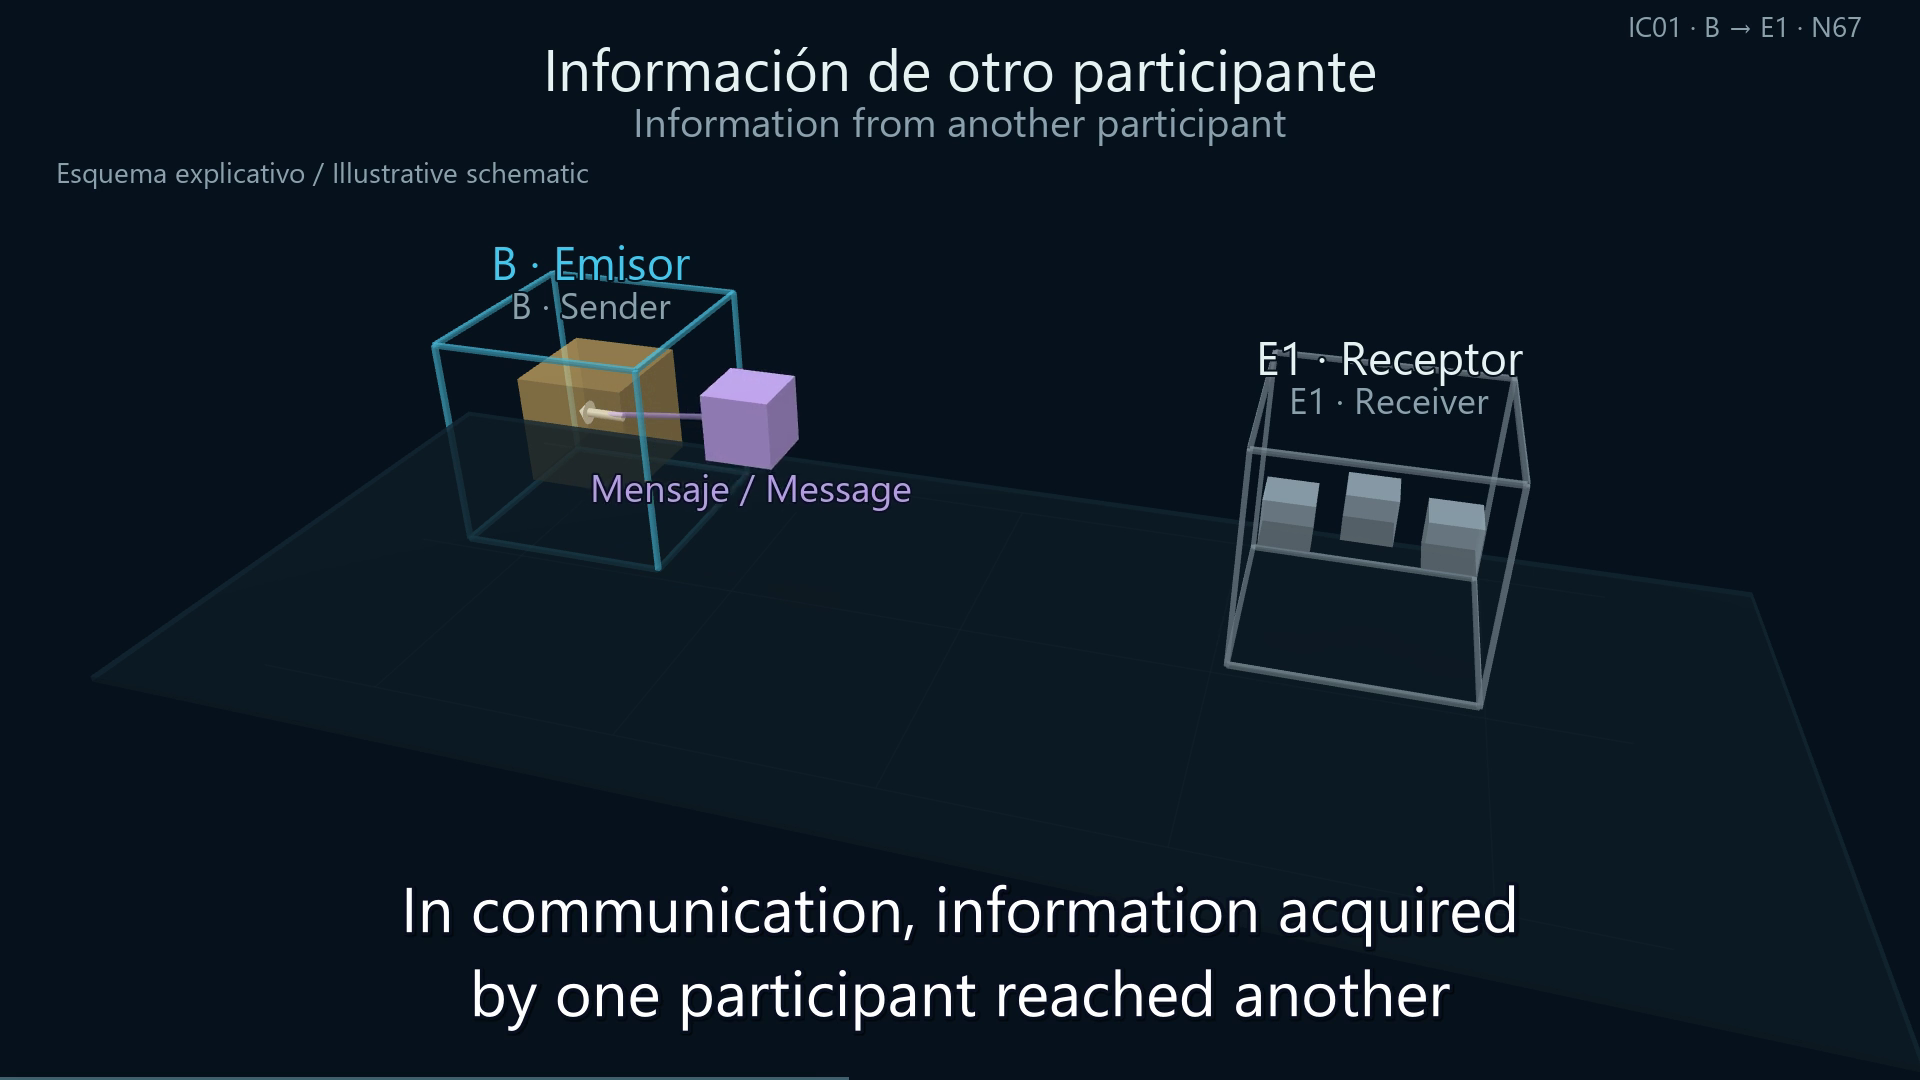 IC01 · B → E1 · N67
Información de otro participante
Information from another participant
Esquema explicativo / Illustrative schematic
B · Emisor
B · Sender
E1 · Receptor
E1 · Receiver
Mensaje / Message
In communication, information acquired
by one participant reached another